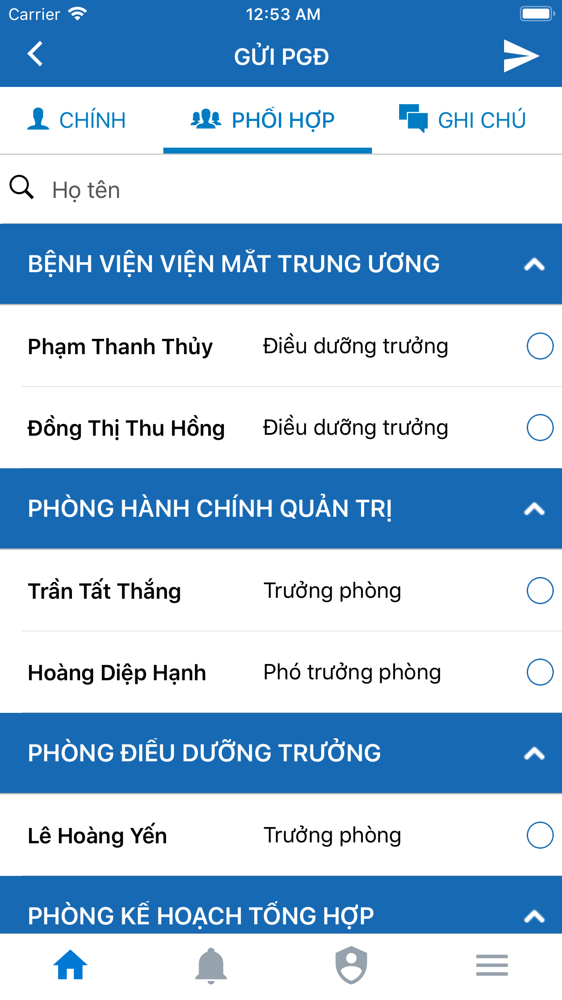 Carrier 12:53 AM
GỬI PGĐ
CHÍNH PHỐI HỢP GHI CHÚ
Họ tên
BỆNH VIỆN VIỆN MẮT TRUNG ƯƠNG
Phạm Thanh Thủy Điều dưỡng trưởng
Đồng Thị Thu Hồng Điều dưỡng trưởng
PHÒNG HÀNH CHÍNH QUẢN TRỊ
Trần Tất Thắng Trưởng phòng
Hoàng Diệp Hạnh Phó trưởng phòng
PHÒNG ĐIỀU DƯỠNG TRƯỞNG
Lê Hoàng Yến Trưởng phòng
PHÒNG KẾ HOẠCH TỔNG HỢP